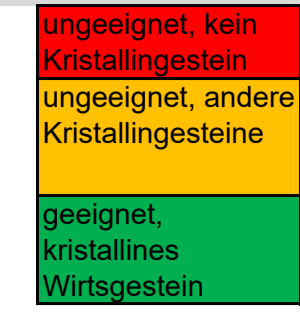 ungeeignet, kein
Kristallingestein
ungeeignet, andere
Kristallingesteine
geeignet,
kristallines
Wirtsgestein